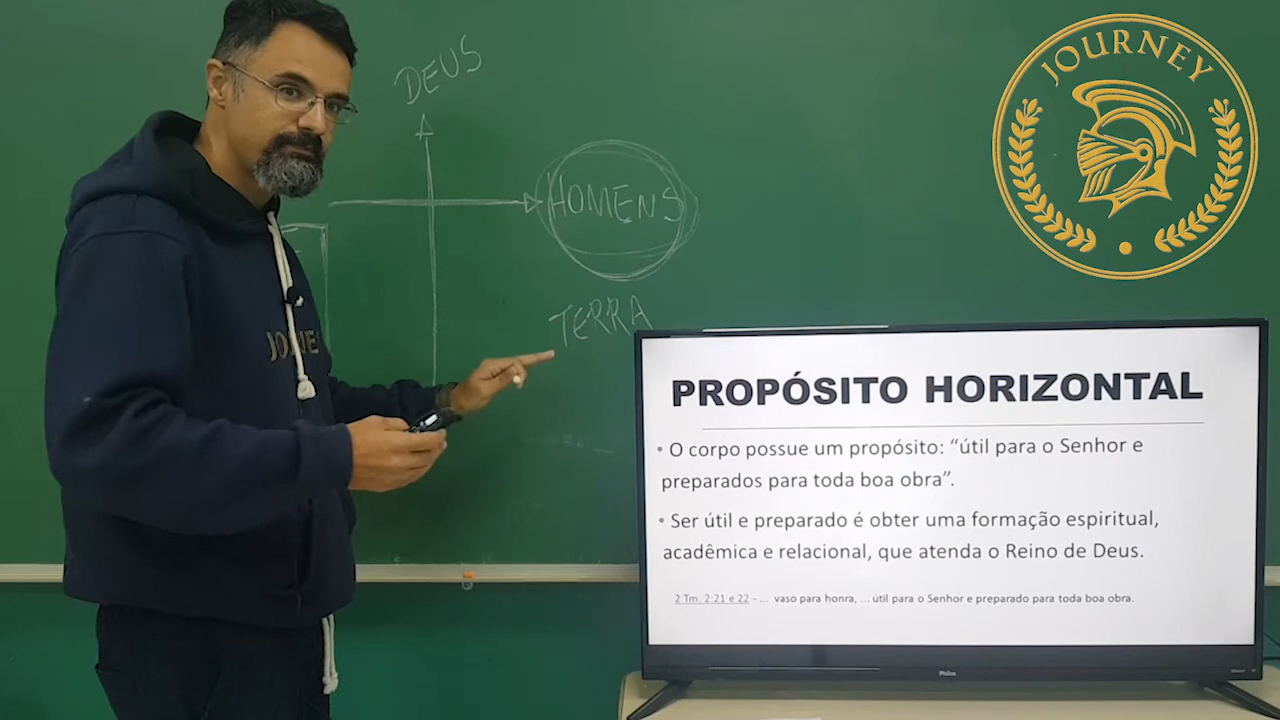 DEUS
HOMENS
TERRA
JOURNEY
PROPÓSITO HORIZONTAL
• O corpo possue um propósito: “útil para o Senhor e
preparados para toda boa obra”.
• Ser útil e preparado é obter uma formação espiritual,
acadêmica e relacional, que atenda o Reino de Deus.
2 Tm. 2:21 e 22 - ... vaso para honra, ... útil para o Senhor e preparado para toda boa obra.
Philco